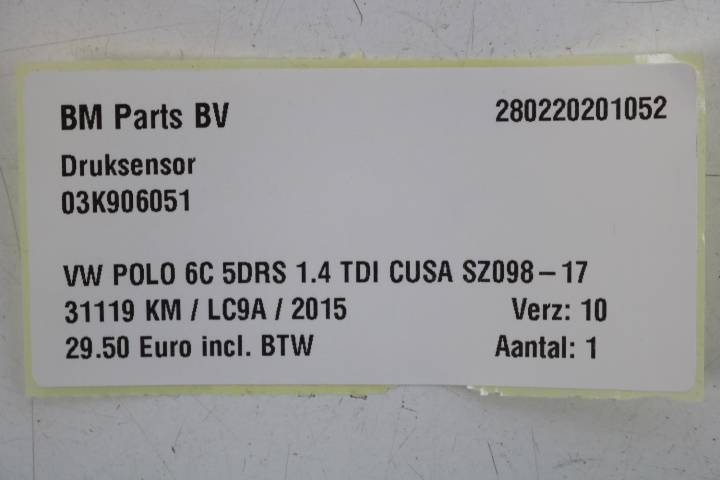 BM Parts BV 280220201052
Druksensor
03K906051
VW POLO 6C 5DRS 1.4 TDI CUSA SZ098-17
31119 KM / LC9A / 2015 Verz: 10
29.50 Euro incl. BTW Aantal: 1